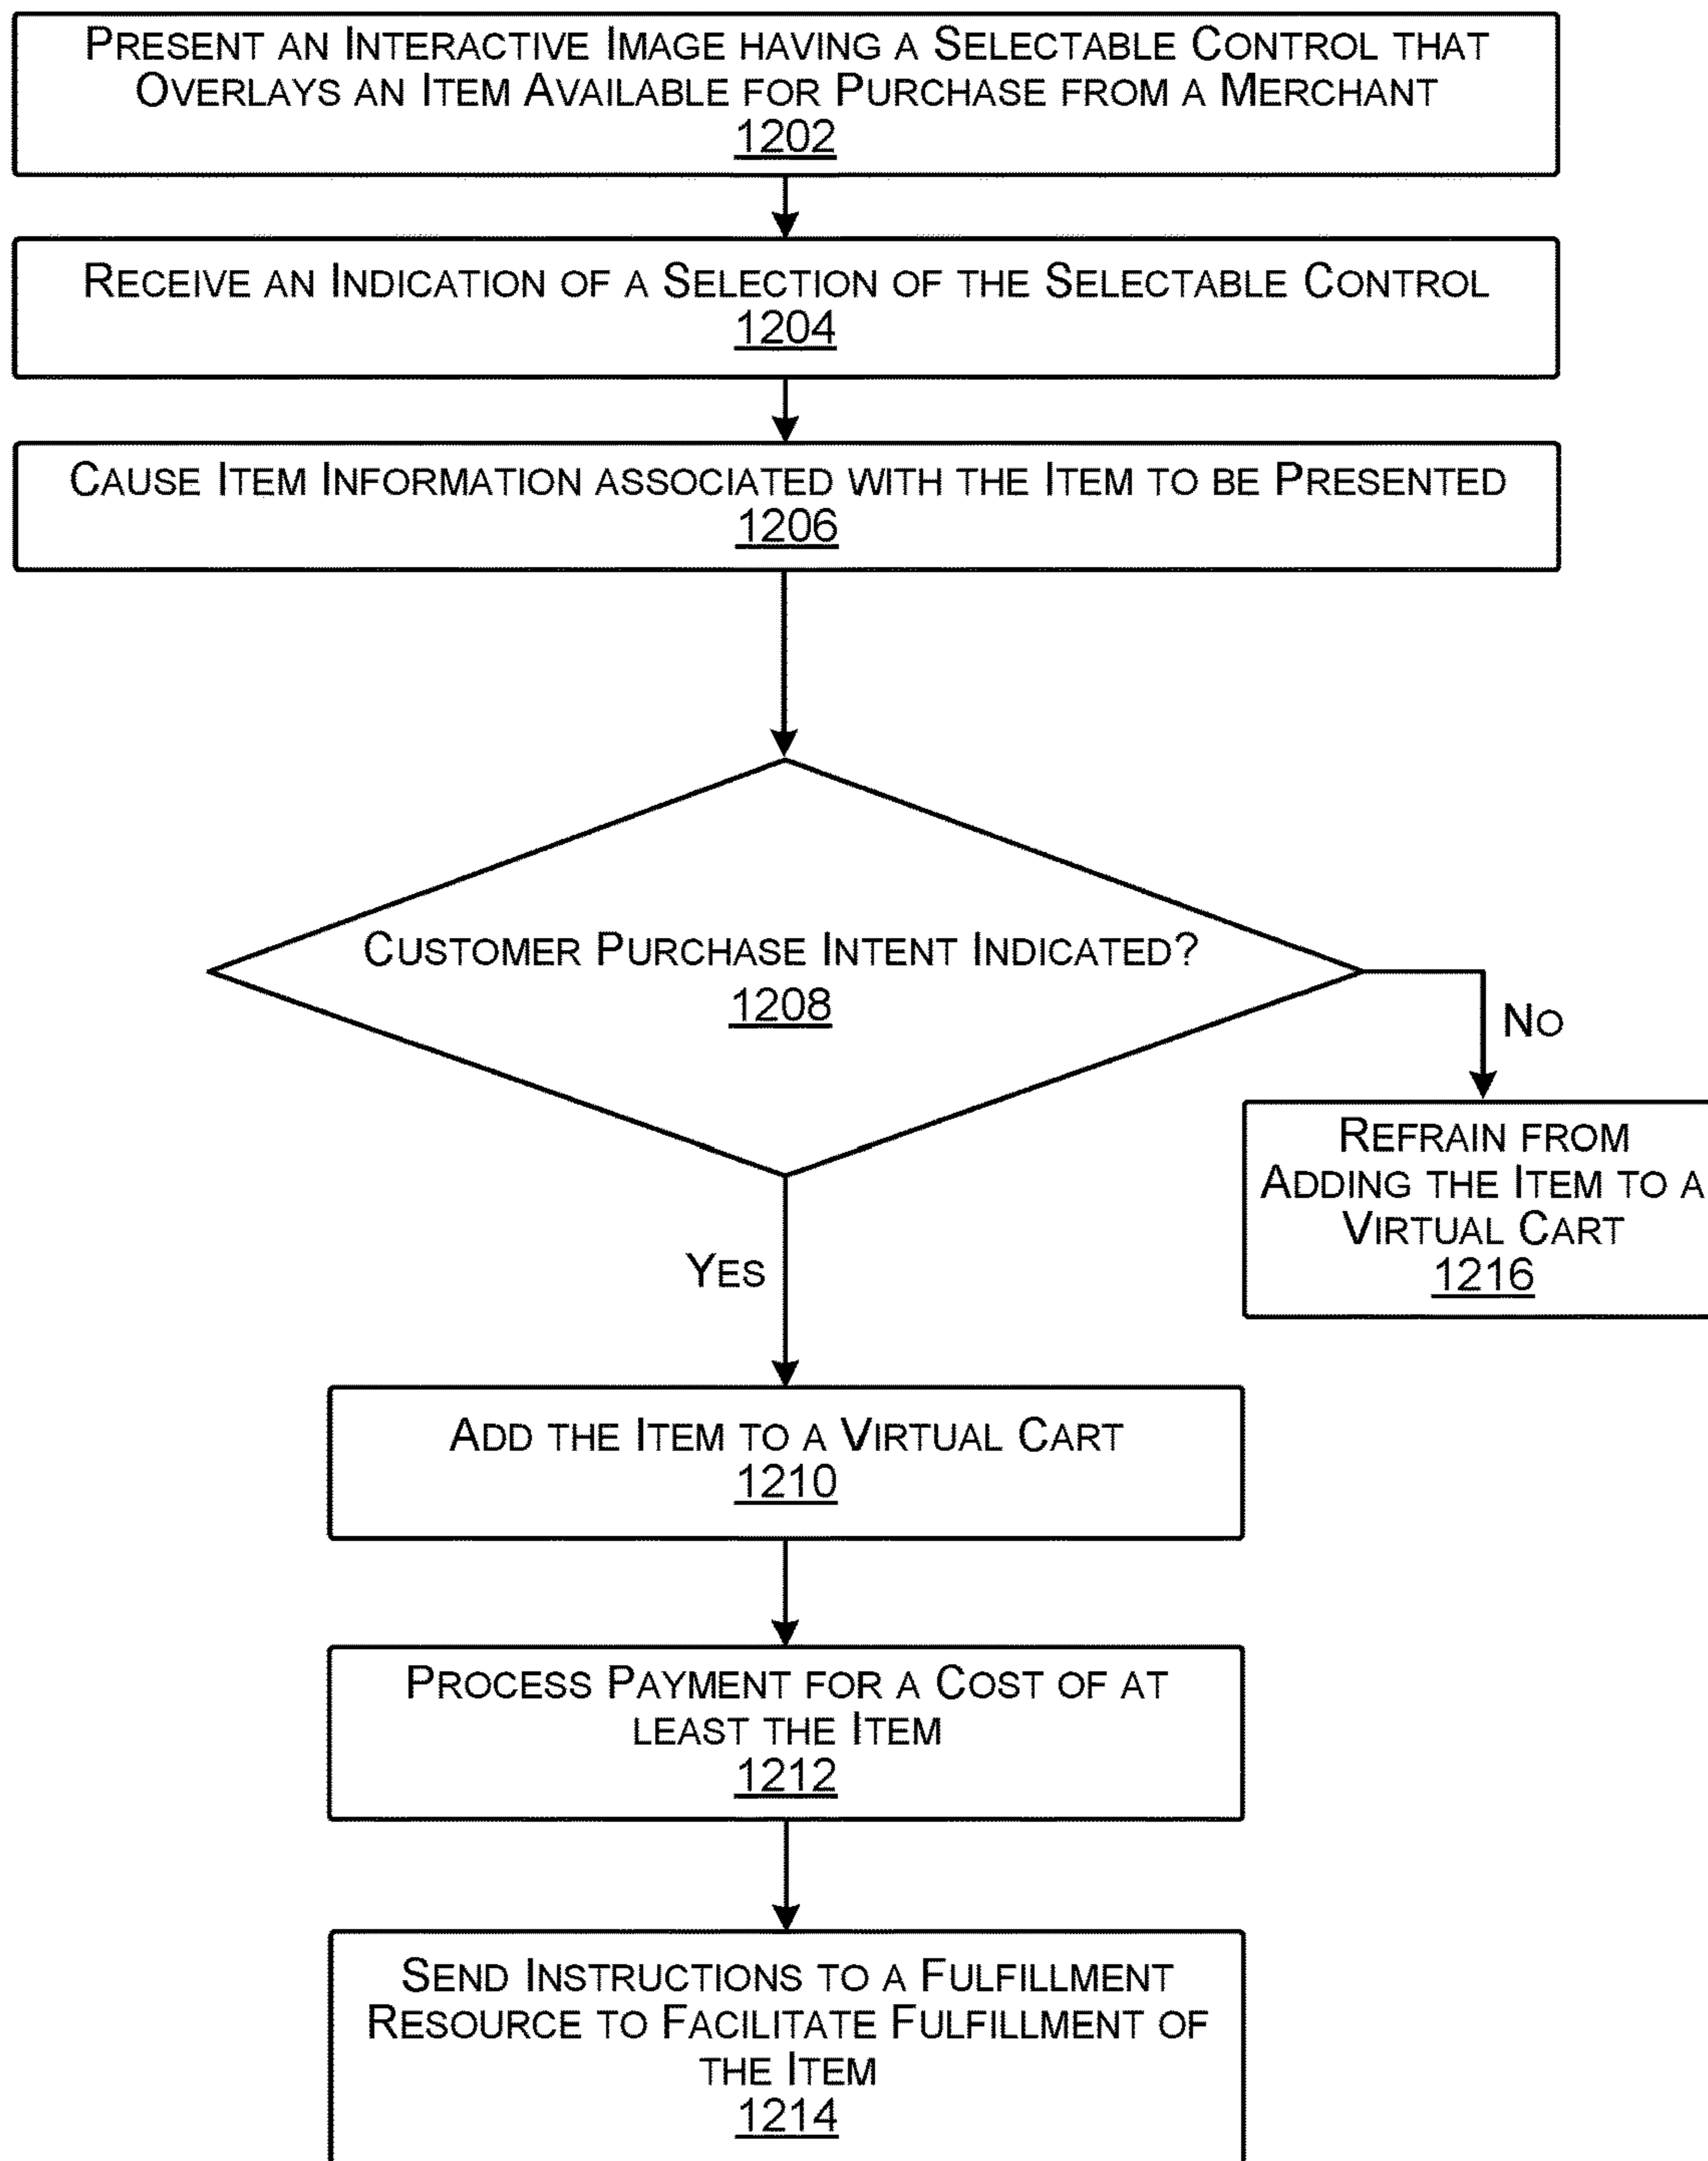 PRESENT AN INTERACTIVE IMAGE HAVING A SELECTABLE CONTROL THAT
OVERLAYS AN ITEM AVAILABLE FOR PURCHASE FROM A MERCHANT
1202
RECEIVE AN INDICATION OF A SELECTION OF THE SELECTABLE CONTROL
1204
CAUSE ITEM INFORMATION ASSOCIATED WITH THE ITEM TO BE PRESENTED
1206
CUSTOMER PURCHASE INTENT INDICATED?
1208
NO
REFRAIN FROM
ADDING THE ITEM TO A
VIRTUAL CART
1216
YES
ADD THE ITEM TO A VIRTUAL CART
1210
PROCESS PAYMENT FOR A COST OF AT
LEAST THE ITEM
1212
SEND INSTRUCTIONS TO A FULFILLMENT
RESOURCE TO FACILITATE FULFILLMENT OF
THE ITEM
1214